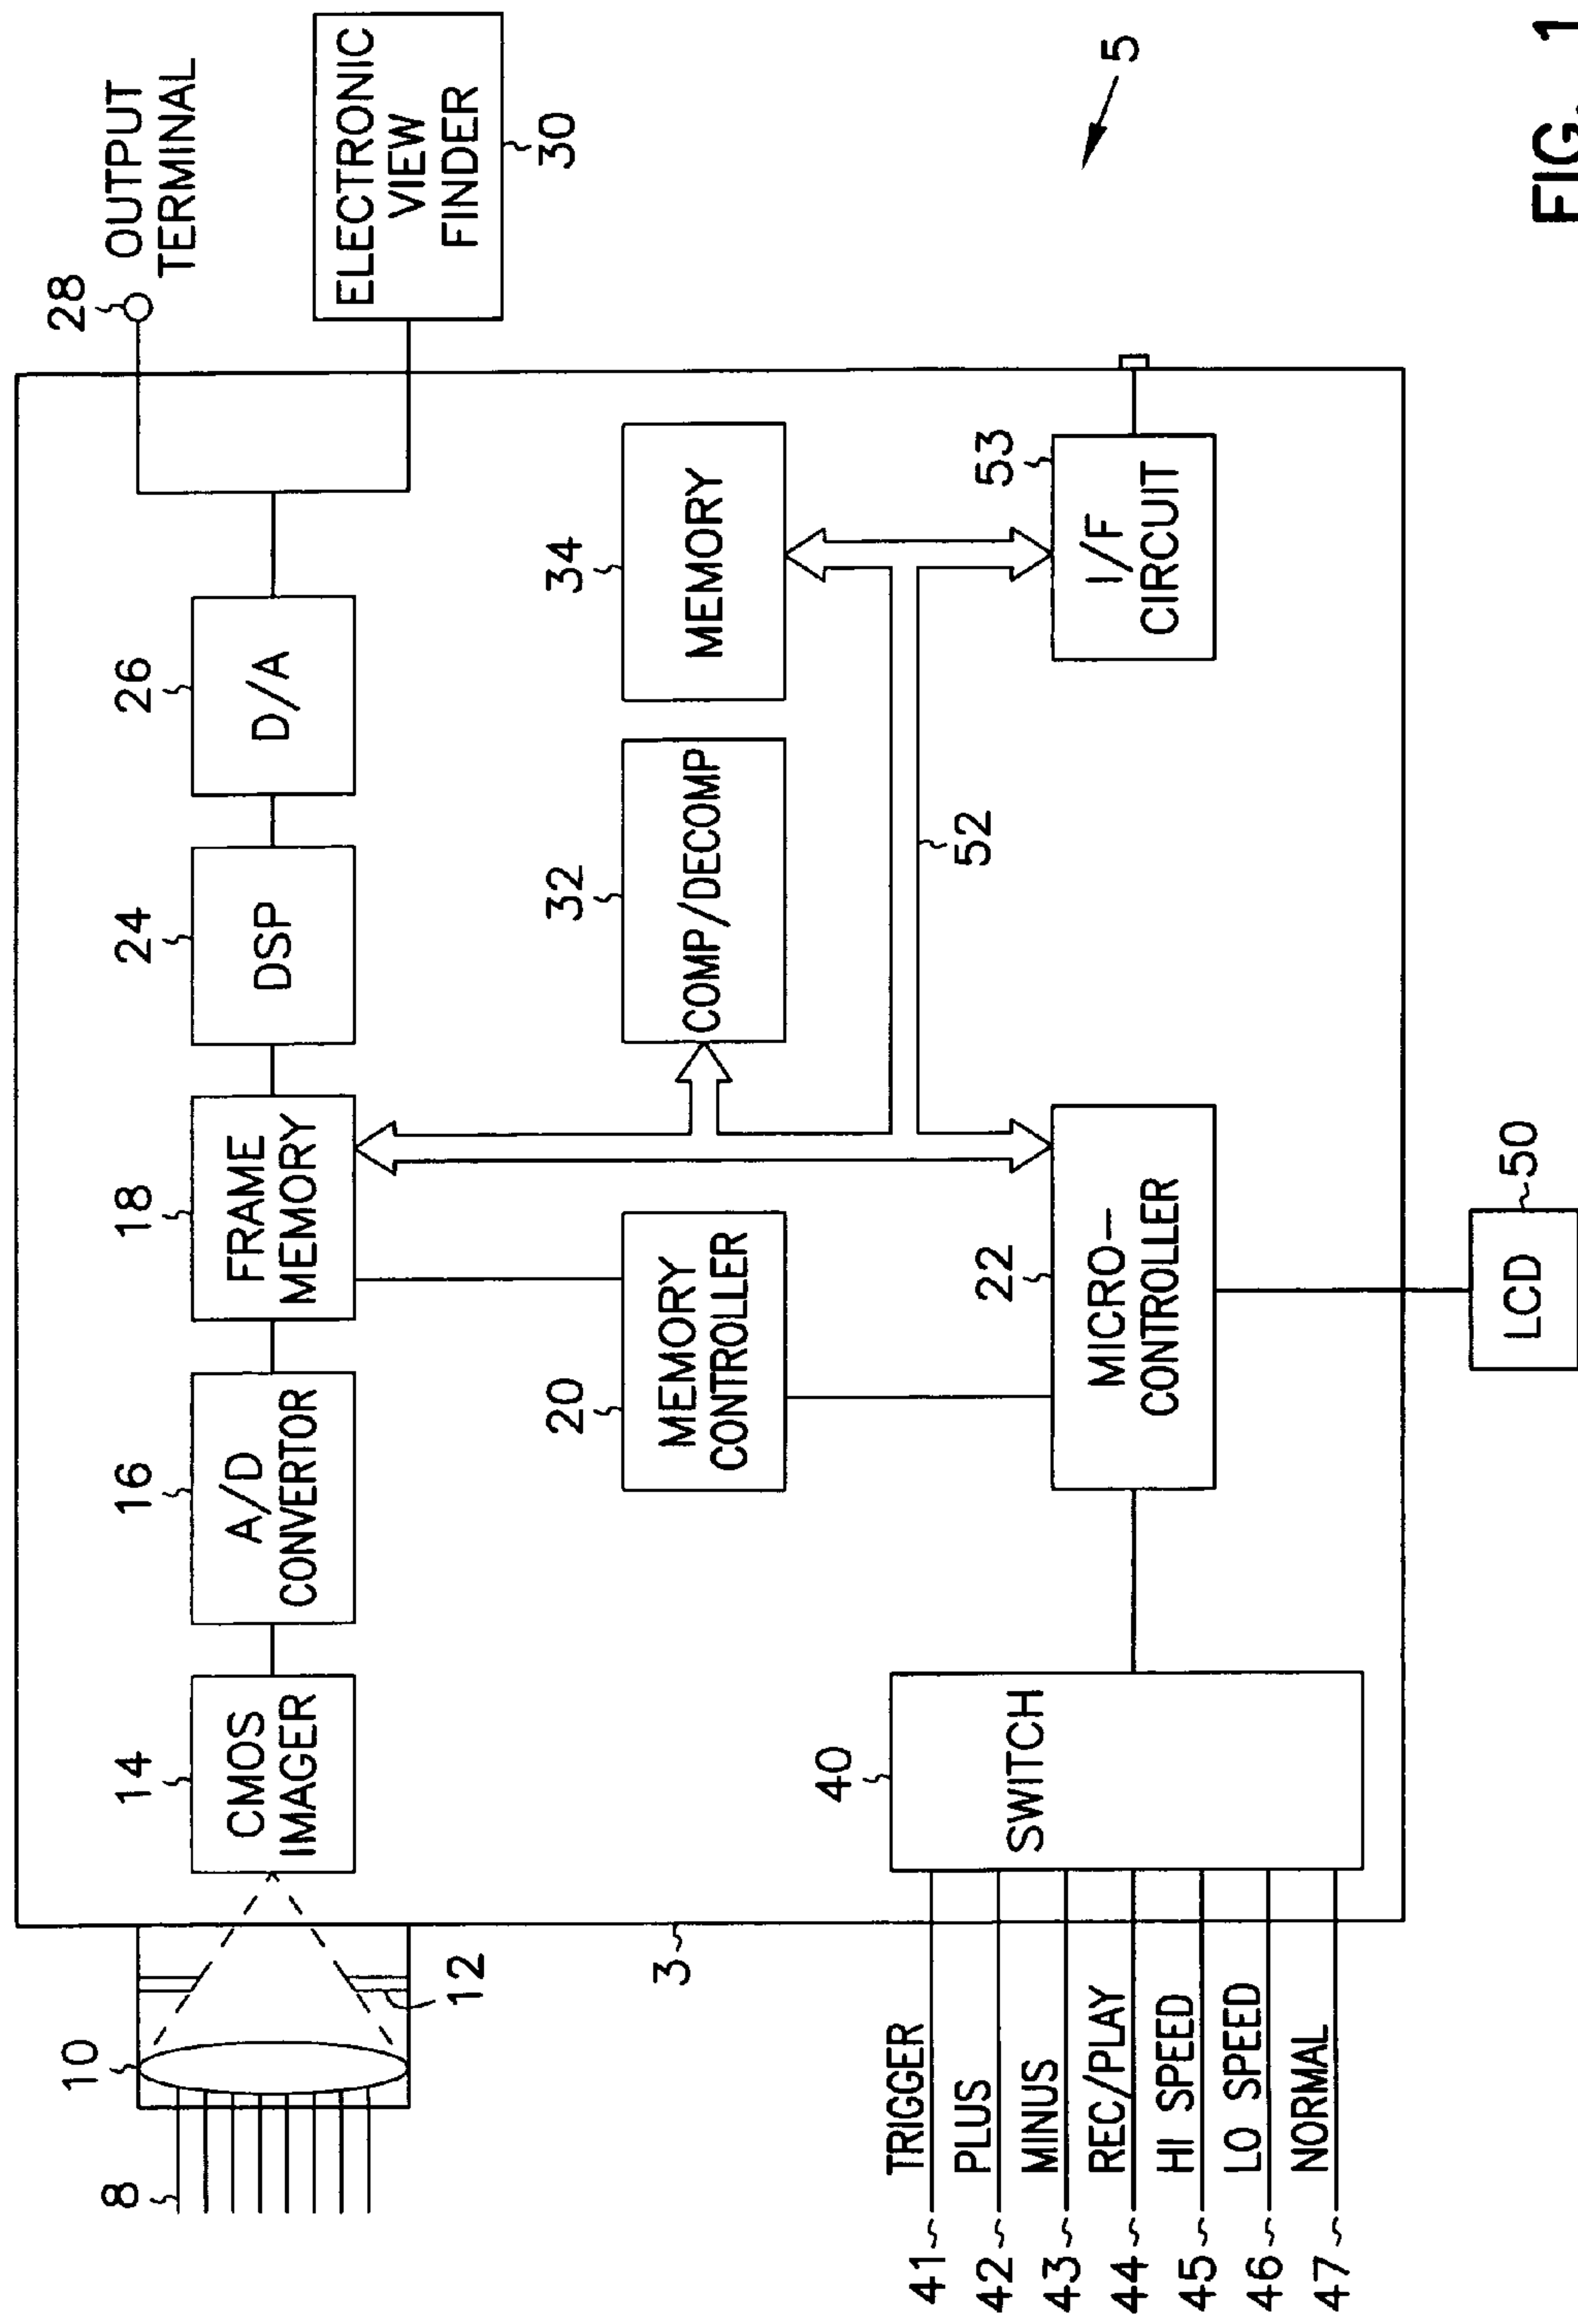 28
OUTPUT
TERMINAL
ELECTRONIC
VIEW
FINDER
30
5
8
10
12
14
CMOS
IMAGER
16
A/D
CONVERTOR
18
FRAME
MEMORY
24
DSP
26
D/A
20
MEMORY
CONTROLLER
32
COMP/DECOMP
34
MEMORY
52
3
40
SWITCH
22
MICRO-
CONTROLLER
53
I/F
CIRCUIT
41 TRIGGER
42 PLUS
43 MINUS
44 REC/PLAY
45 HI SPEED
46 LO SPEED
47 NORMAL
LCD
50
FIG. 1